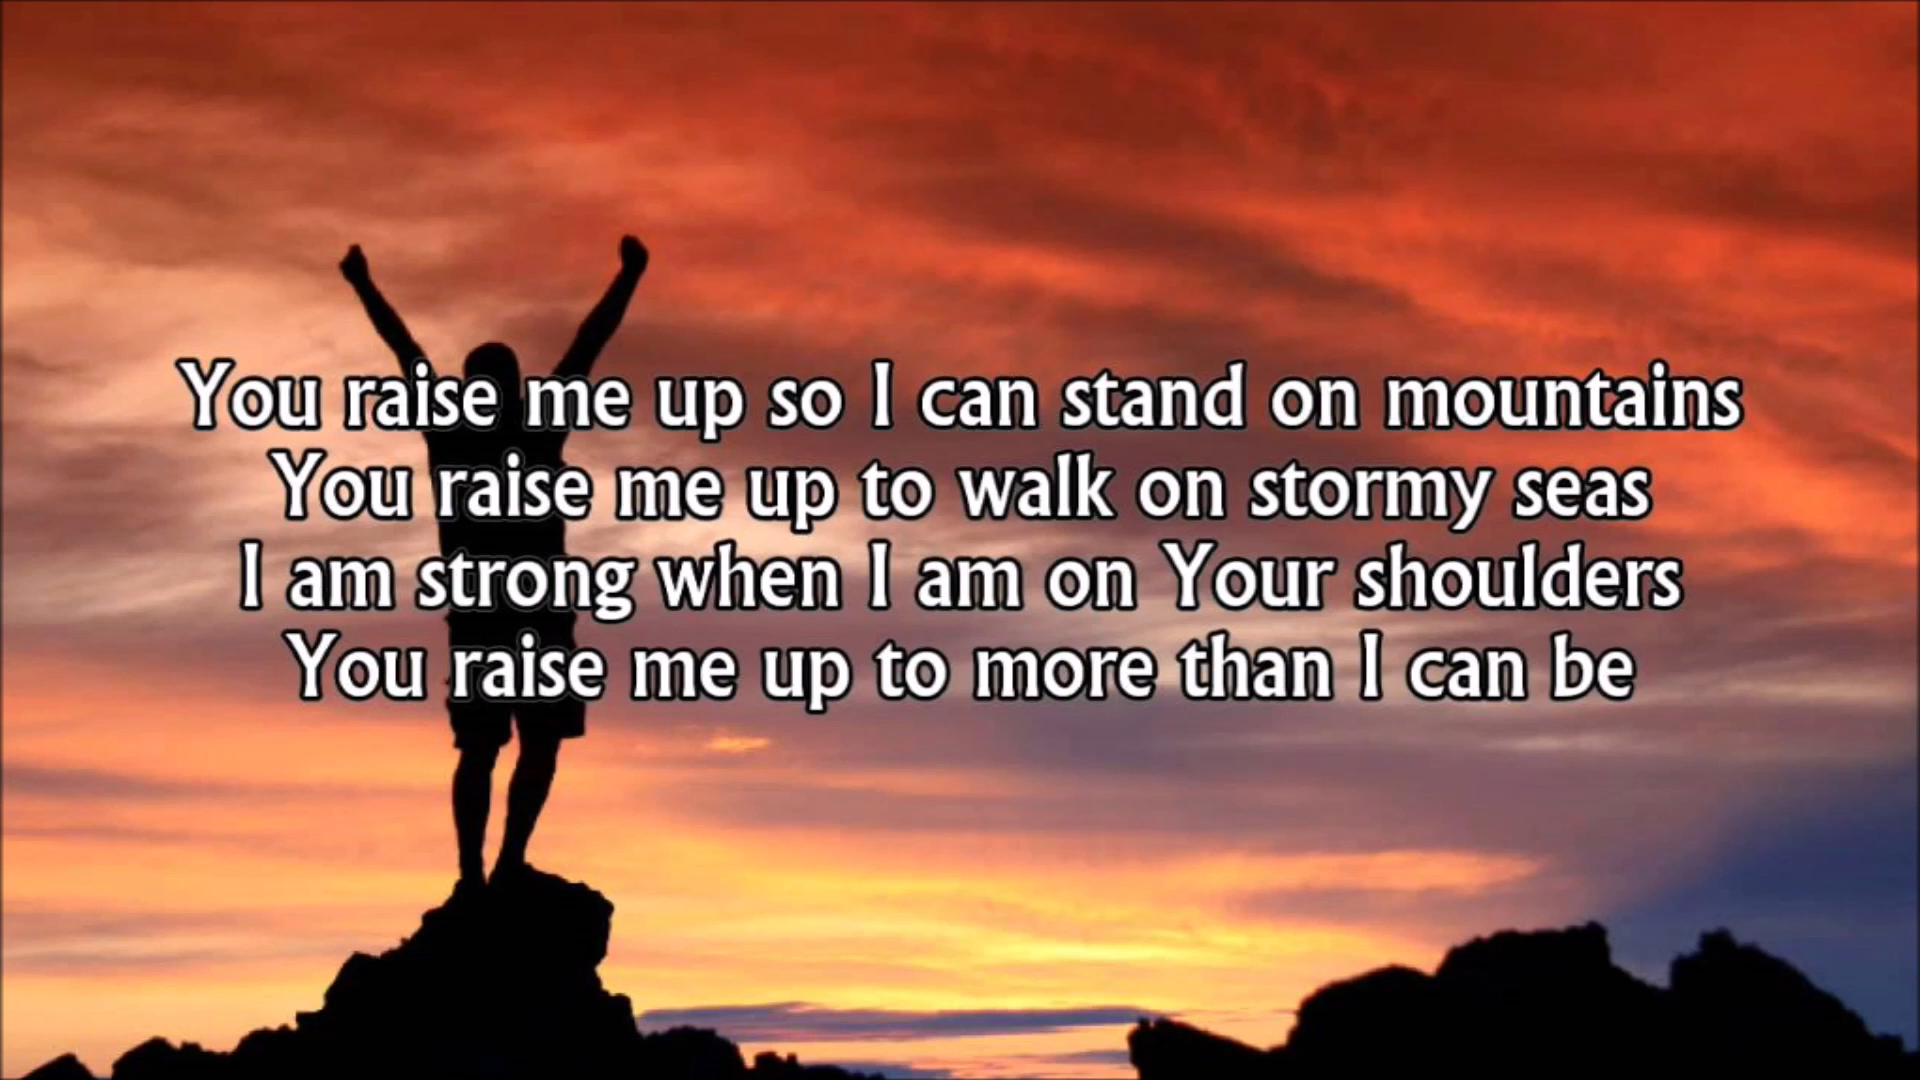 You raise me up so I can stand on mountains
You raise me up to walk on stormy seas
I am strong when I am on Your shoulders
You raise me up to more than I can be